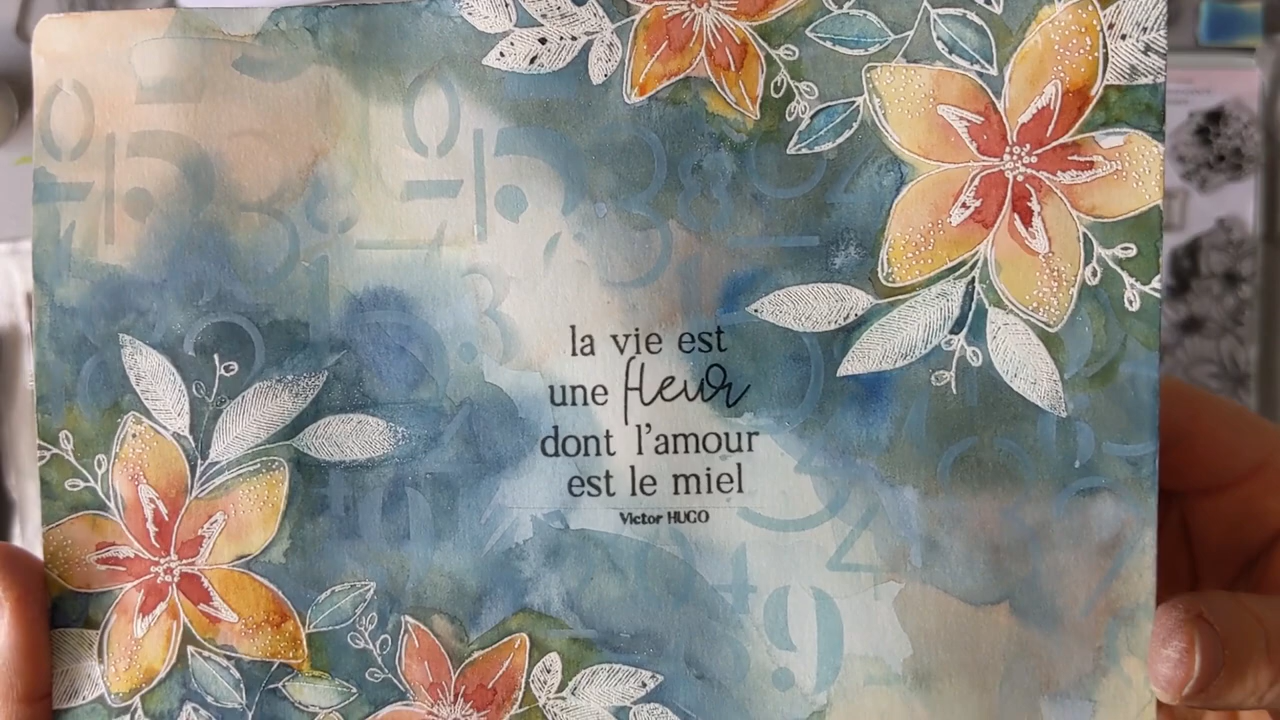 la vie est
une fleur
dont l'amour
est le miel
Victor HUGO